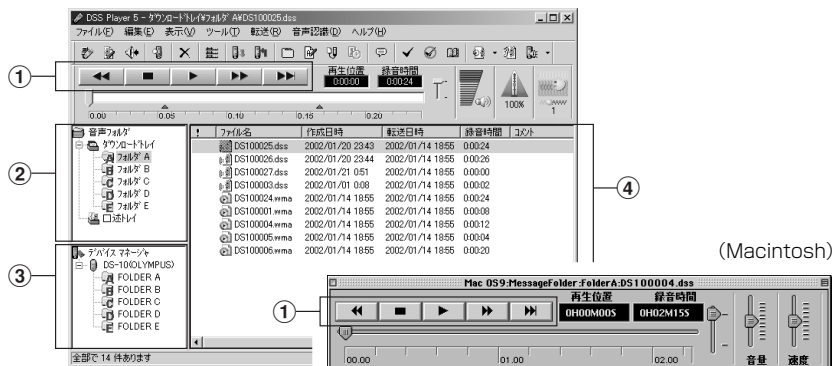 DSS Player 5 - ダウンロードトレイ¥フォルダ A¥DS100025.dss
ファイル(F) 編集(E) 表示(V) ツール(T) 転送(R) 音声認識(D) ヘルプ(H)
①
再生位置 録音時間
0:00:00 0:00:24
100%
1
0.00 0:05 0:10 0:15 0:20
②
音声フォルダ
ダウンロードトレイ
フォルダ A
フォルダ B
フォルダ C
フォルダ D
フォルダ E
口述トレイ
! ファイル名 作成日時 転送日時 録音時間 コメント
DS100025.dss 2002/01/20 23:43 2002/01/14 18:55 0:00:24
DS100026.dss 2002/01/20 23:44 2002/01/14 18:55 0:00:26
DS100027.dss 2002/01/21 0:51 2002/01/14 18:55 0:00:00
DS100003.dss 2002/01/01 0:08 2002/01/14 18:55 0:00:02
DS100024.wma 2002/01/14 18:55 2002/01/14 18:55 0:00:24
DS100001.wma 2002/01/14 18:55 2002/01/14 18:55 0:00:08
DS100004.wma 2002/01/14 18:55 2002/01/14 18:55 0:00:12
DS100005.wma 2002/01/14 18:55 2002/01/14 18:55 0:00:04
DS100006.wma 2002/01/14 18:55 2002/01/14 18:55 0:00:20
④
③
デバイス マネージャ
DS-10(OLYMPUS)
FOLDER A
FOLDER B
FOLDER C
FOLDER D
FOLDER E
全部で 14 件あります
(Macintosh)
Mac OS9:MessageFolder:FolderA:DS100004.dss
①
再生位置 録音時間
0H00M00S 0H02M15S
00.00 01.00 02.00
音量 速度